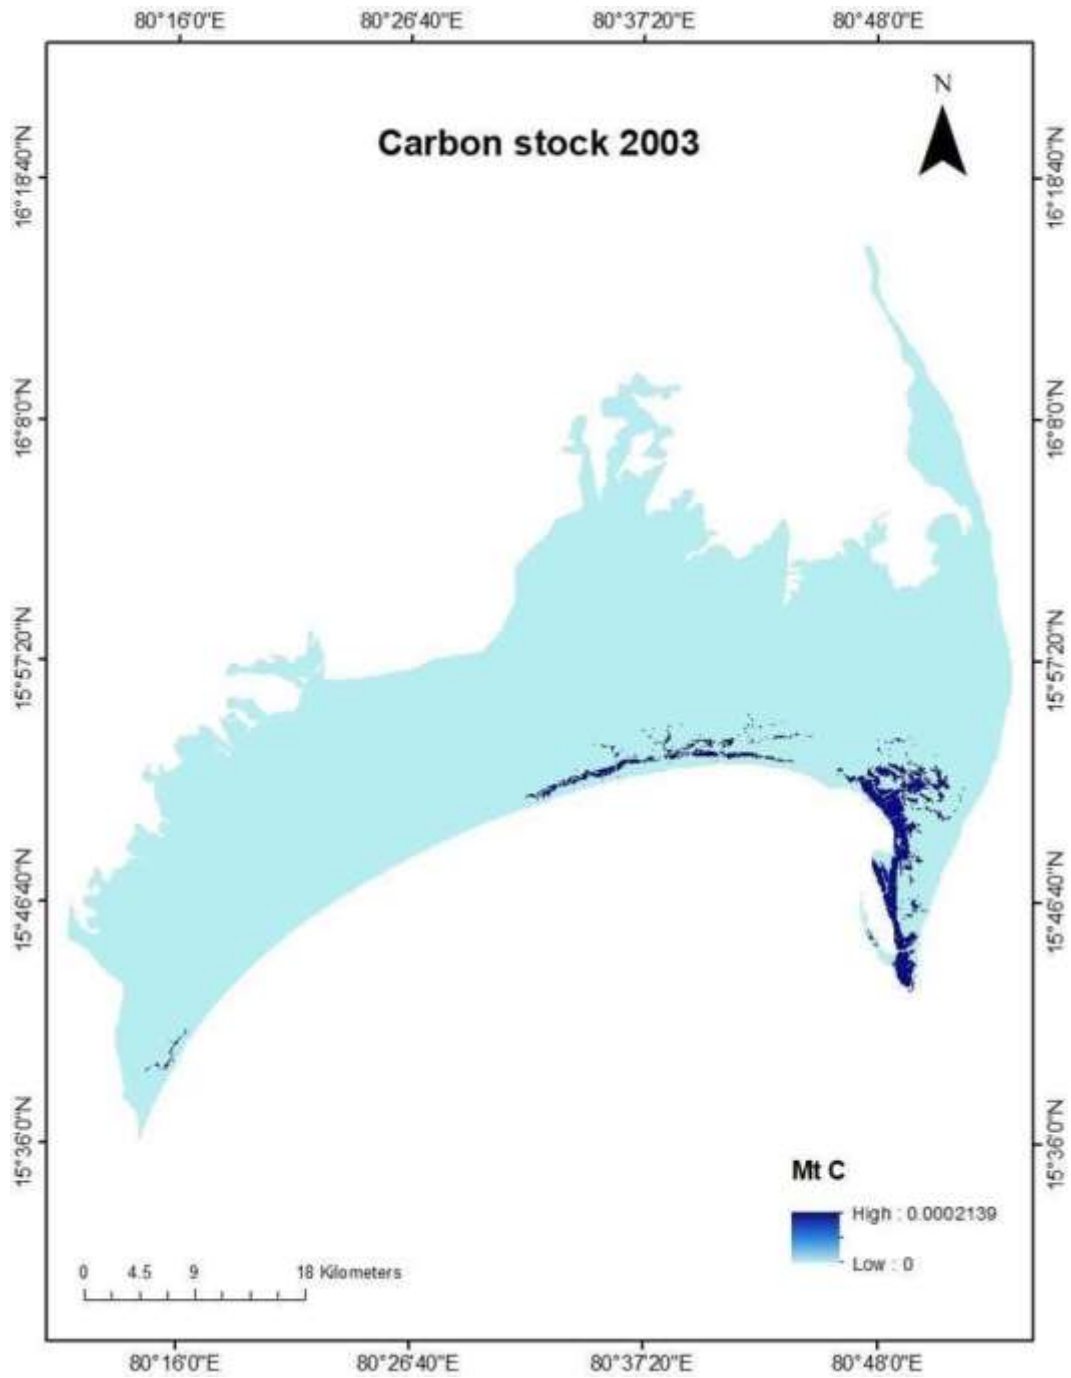 80°16'0"E 80°26'40"E 80°37'20"E 80°48'0"E
N
Carbon stock 2003
16°18'40"N 16°18'40"N
16°8'0"N 16°8'0"N
15°57'20"N 15°57'20"N
15°46'40"N 15°46'40"N
15°36'0"N 15°36'0"N
Mt C
High : 0.0002139
Low : 0
0 4.5 9 18 Kilometers
80°16'0"E 80°26'40"E 80°37'20"E 80°48'0"E